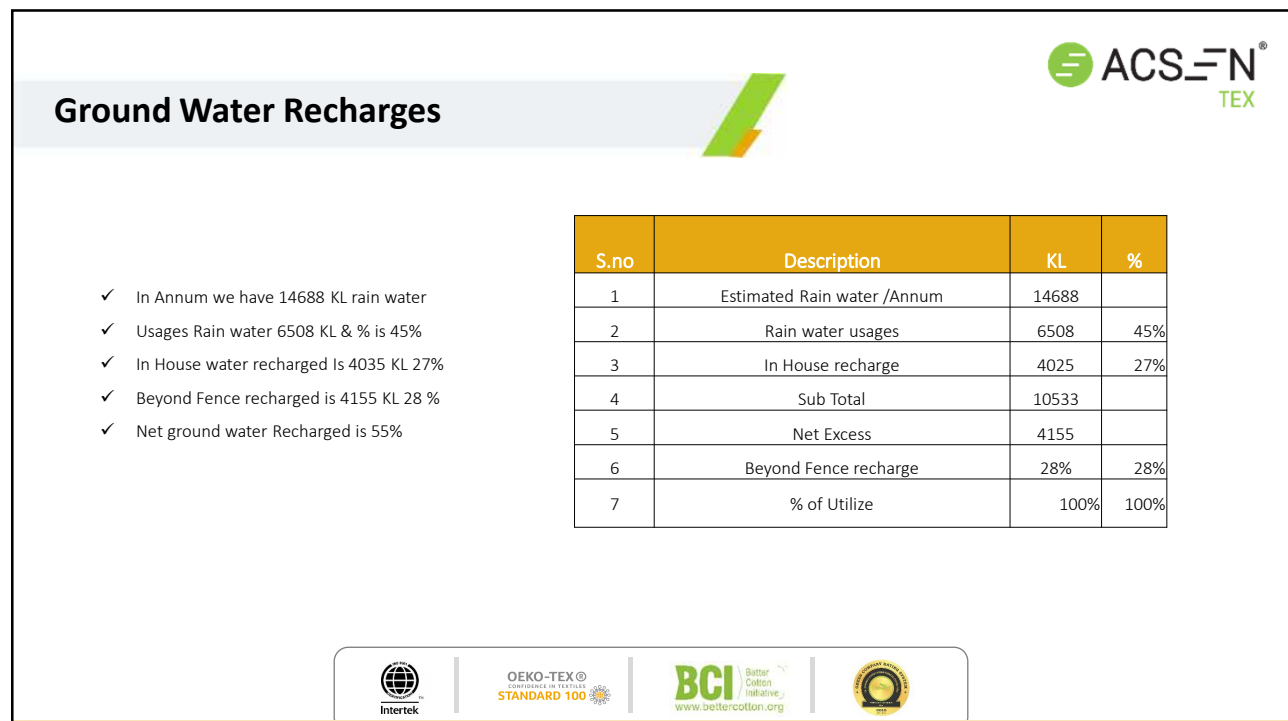 ACSEN®
TEX
Ground Water Recharges
✓ In Annum we have 14688 KL rain water
✓ Usages Rain water 6508 KL & % is 45%
✓ In House water recharged Is 4035 KL 27%
✓ Beyond Fence recharged is 4155 KL 28 %
✓ Net ground water Recharged is 55%
S.no Description KL %
1 Estimated Rain water /Annum 14688
2 Rain water usages 6508 45%
3 In House recharge 4025 27%
4 Sub Total 10533
5 Net Excess 4155
6 Beyond Fence recharge 28% 28%
7 % of Utilize 100% 100%
Intertek
OEKO-TEX®
CONFIDENCE IN TEXTILES
STANDARD 100
BCI Better
Cotton
Initiative
www.bettercotton.org